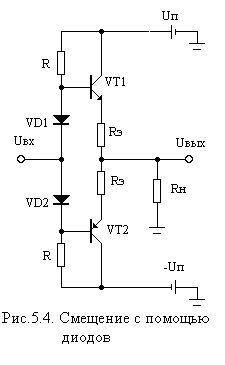 Uп
R
VT1
VD1
Rэ
Uвх
Uвых
Rэ
Rн
VD2
VT2
R
-Uп
Рис.5.4. Смещение с помощью
диодов